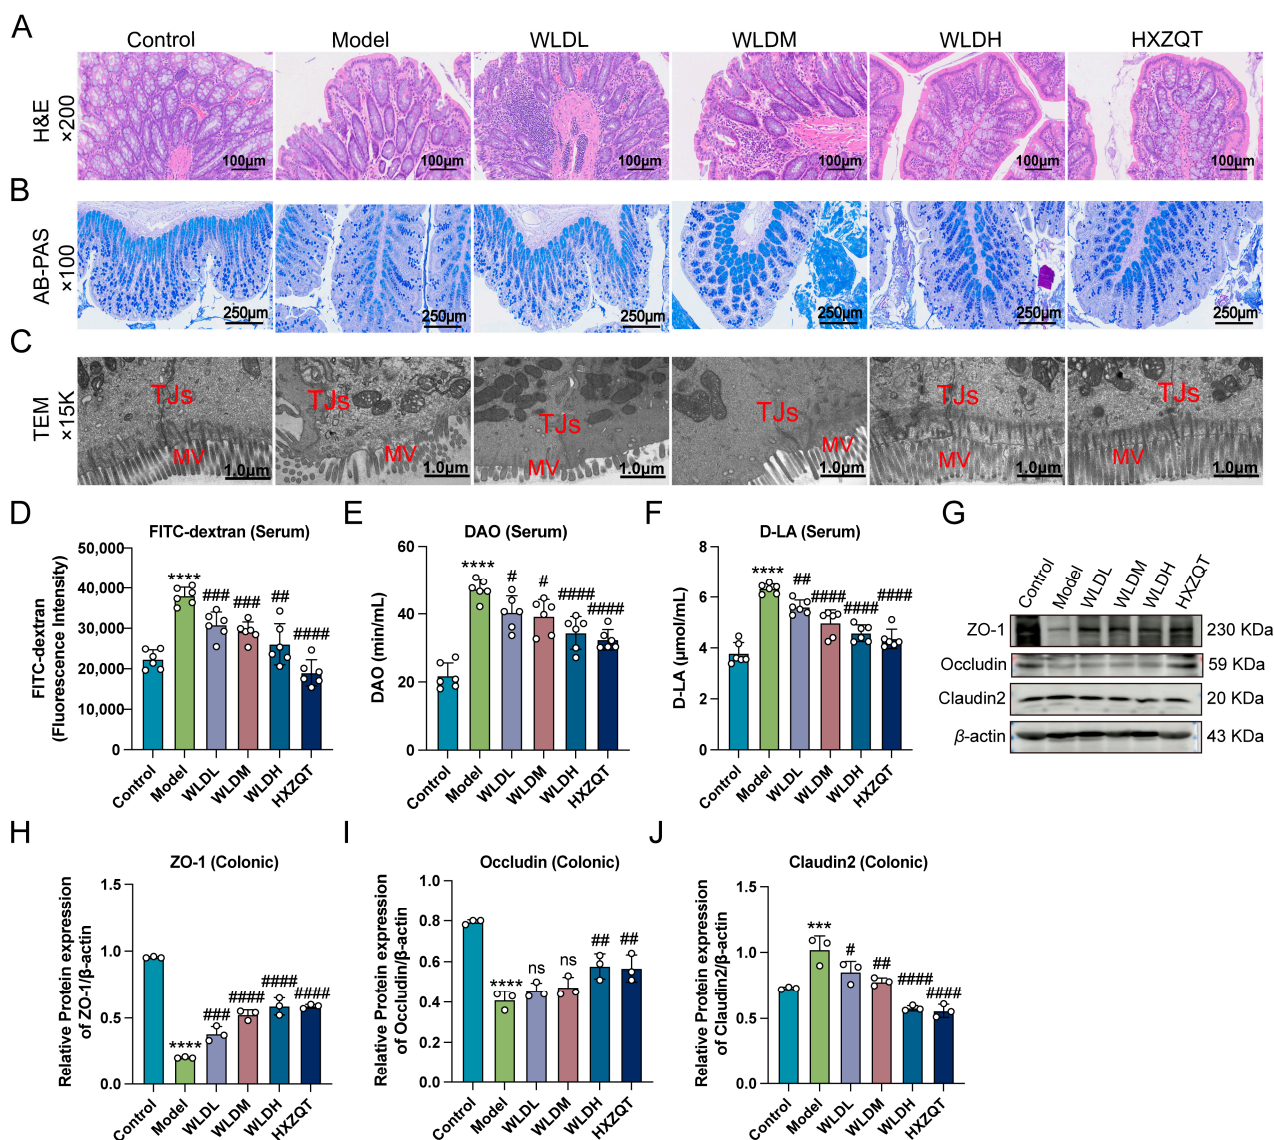 A
Control Model WLDL WLDM WLDH HXZQT
H&E
×200
100μm 100μm 100μm 100μm 100μm 100μm
B
AB-PAS
×100
250μm 250μm 250μm 250μm 250μm 250μm
C
TEM
×15K
TJs TJs TJs TJs TJs TJs
MV MV MV MV MV MV
1.0μm 1.0μm 1.0μm 1.0μm 1.0μm 1.0μm
D
FITC-dextran (Serum)
FITC-dextran
(Fluorescence Intensity)
50,000
40,000
30,000
20,000
10,000
0
**** ### ### ## ####
Control Model WLDL WLDM WLDH HXZQT
E
DAO (Serum)
DAO (min/mL)
60
40
20
0
**** # # #### ####
Control Model WLDL WLDM WLDH HXZQT
F
D-LA (Serum)
D-LA (μmol/mL)
8
6
4
2
0
**** ## #### #### ####
Control Model WLDL WLDM WLDH HXZQT
G
Control Model WLDL WLDM WLDH HXZQT
ZO-1 230 KDa
Occludin 59 KDa
Claudin2 20 KDa
β-actin 43 KDa
H
ZO-1 (Colonic)
Relative Protein expression
of ZO-1/β-actin
1.5
1.0
0.5
0.0
**** ### #### #### ####
Control Model WLDL WLDM WLDH HXZQT
I
Occludin (Colonic)
Relative Protein expression
of Occludin/β-actin
1.0
0.8
0.6
0.4
0.2
0.0
**** ns ns ## ##
Control Model WLDL WLDM WLDH HXZQT
J
Claudin2 (Colonic)
Relative Protein expression
of Claudin2/β-actin
1.5
1.0
0.5
0.0
*** # ## #### ####
Control Model WLDL WLDM WLDH HXZQT